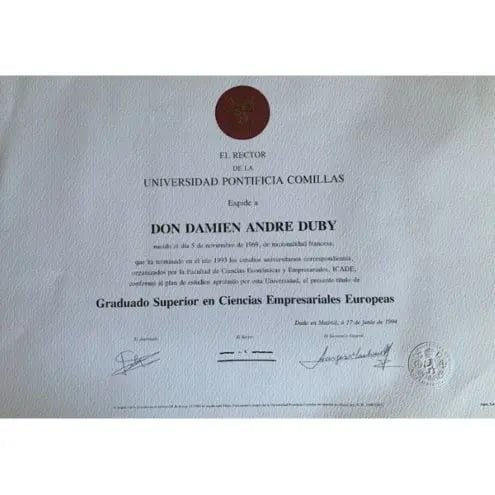 EL RECTOR
DE LA
UNIVERSIDAD PONTIFICIA COMILLAS
Expide a
DON DAMIEN ANDRE DUBY
nacido el día 5 de noviembre de 1969, de nacionalidad francesa,
que ha terminado en el año 1993 los estudios universitarios correspondientes,
organizados por la Facultad de Ciencias Económicas y Empresariales, ICADE,
conforme al plan de estudios aprobado por esta Universidad, el presente título de
Graduado Superior en Ciencias Empresariales Europeas
Dado en Madrid, a 17 de junio de 1994
El interesado
El Rector
El Secretario General